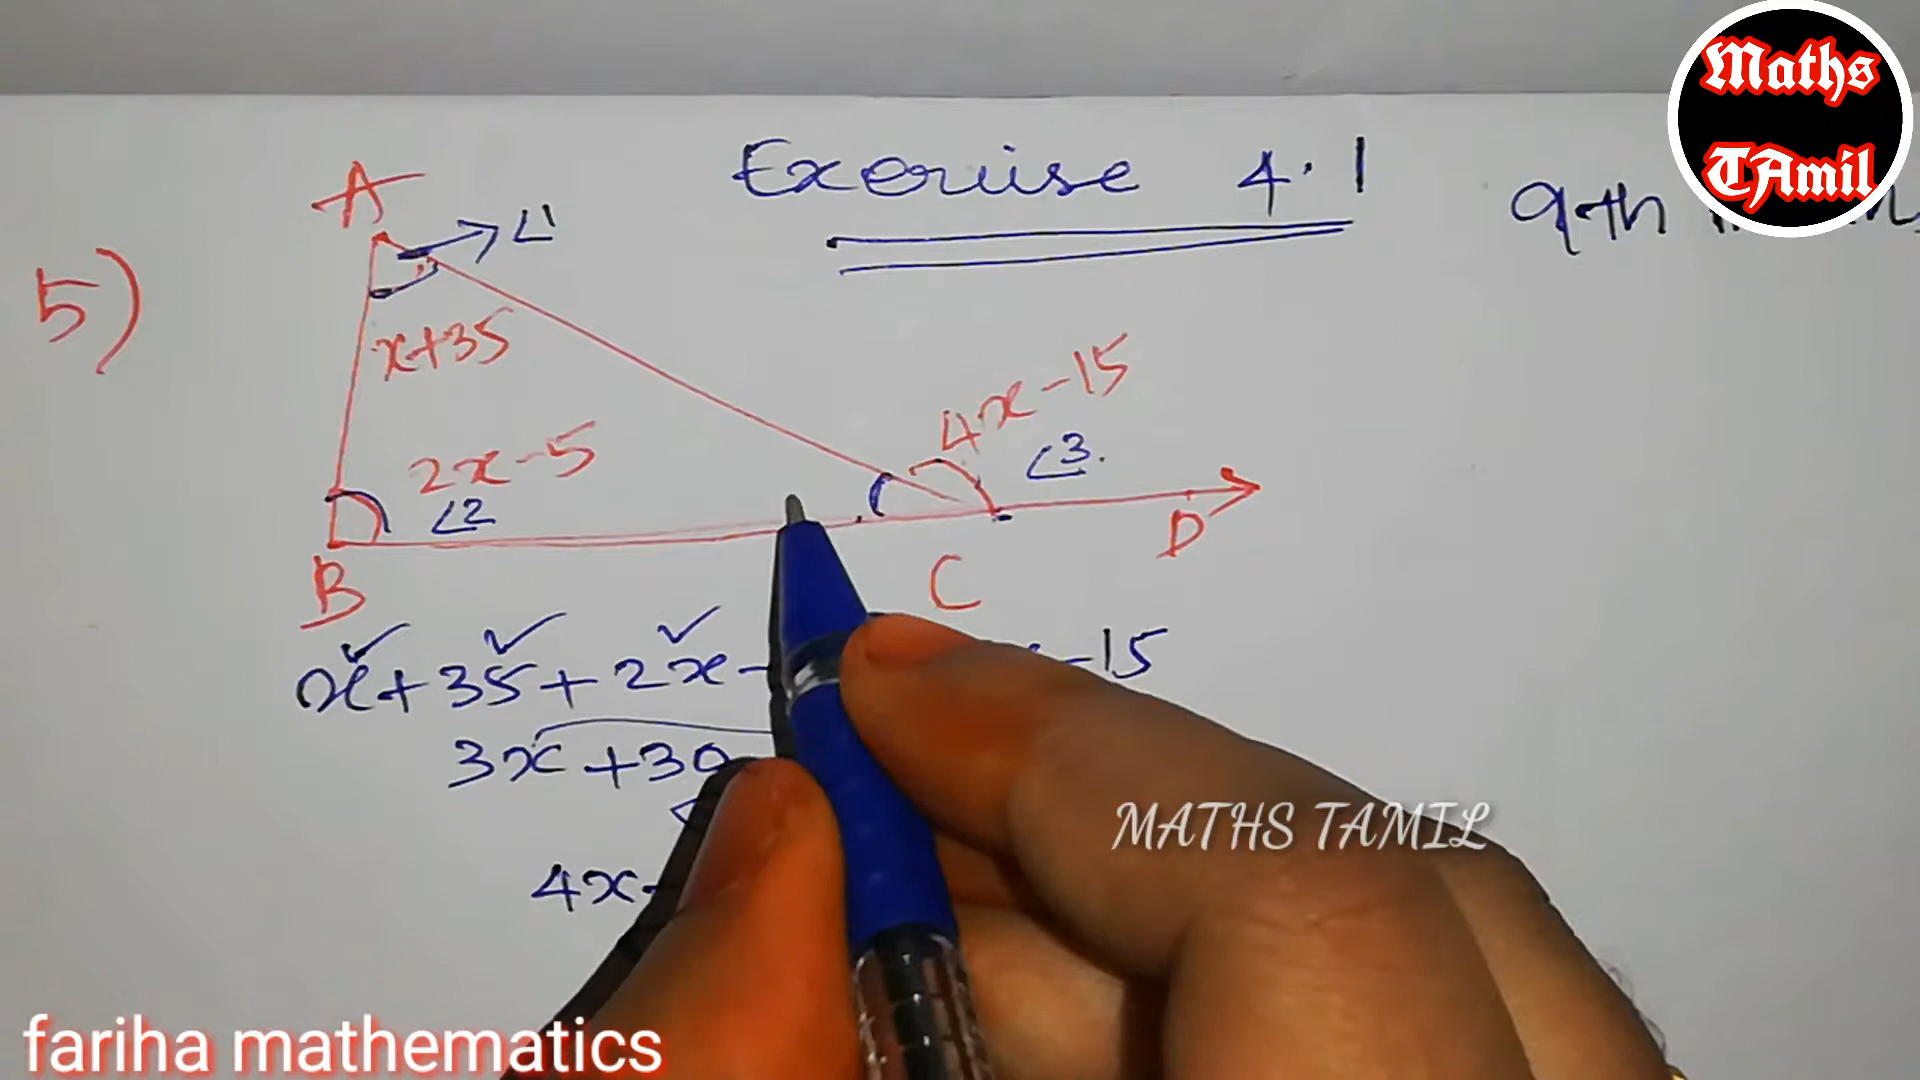 Maths
TAmil
Exercise 4.1
9th
A
∠1
5)
x+35
4x-15
∠3.
2x-5
∠2
D
B
C
x+35+2x-
-15
3x+30
MATHS TAMIL
4x-
fariha mathematics